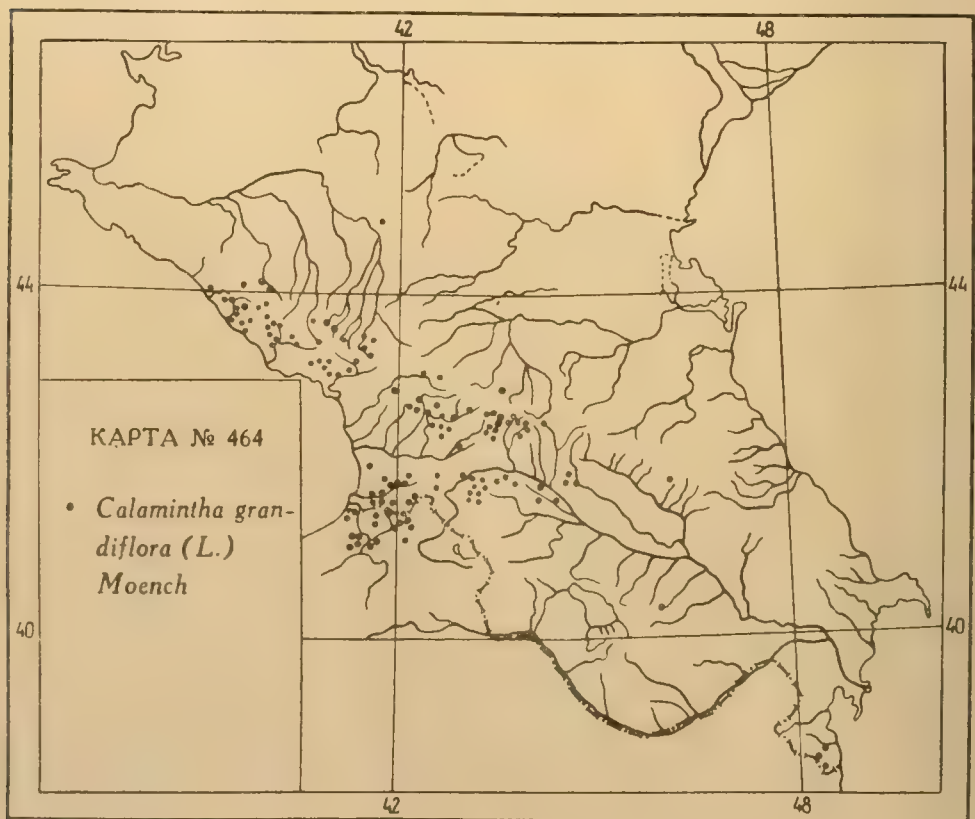 42 48
44 44
КАРТА № 464
Calamintha gran-
diflora (L.)
Moench
40 40
42 48